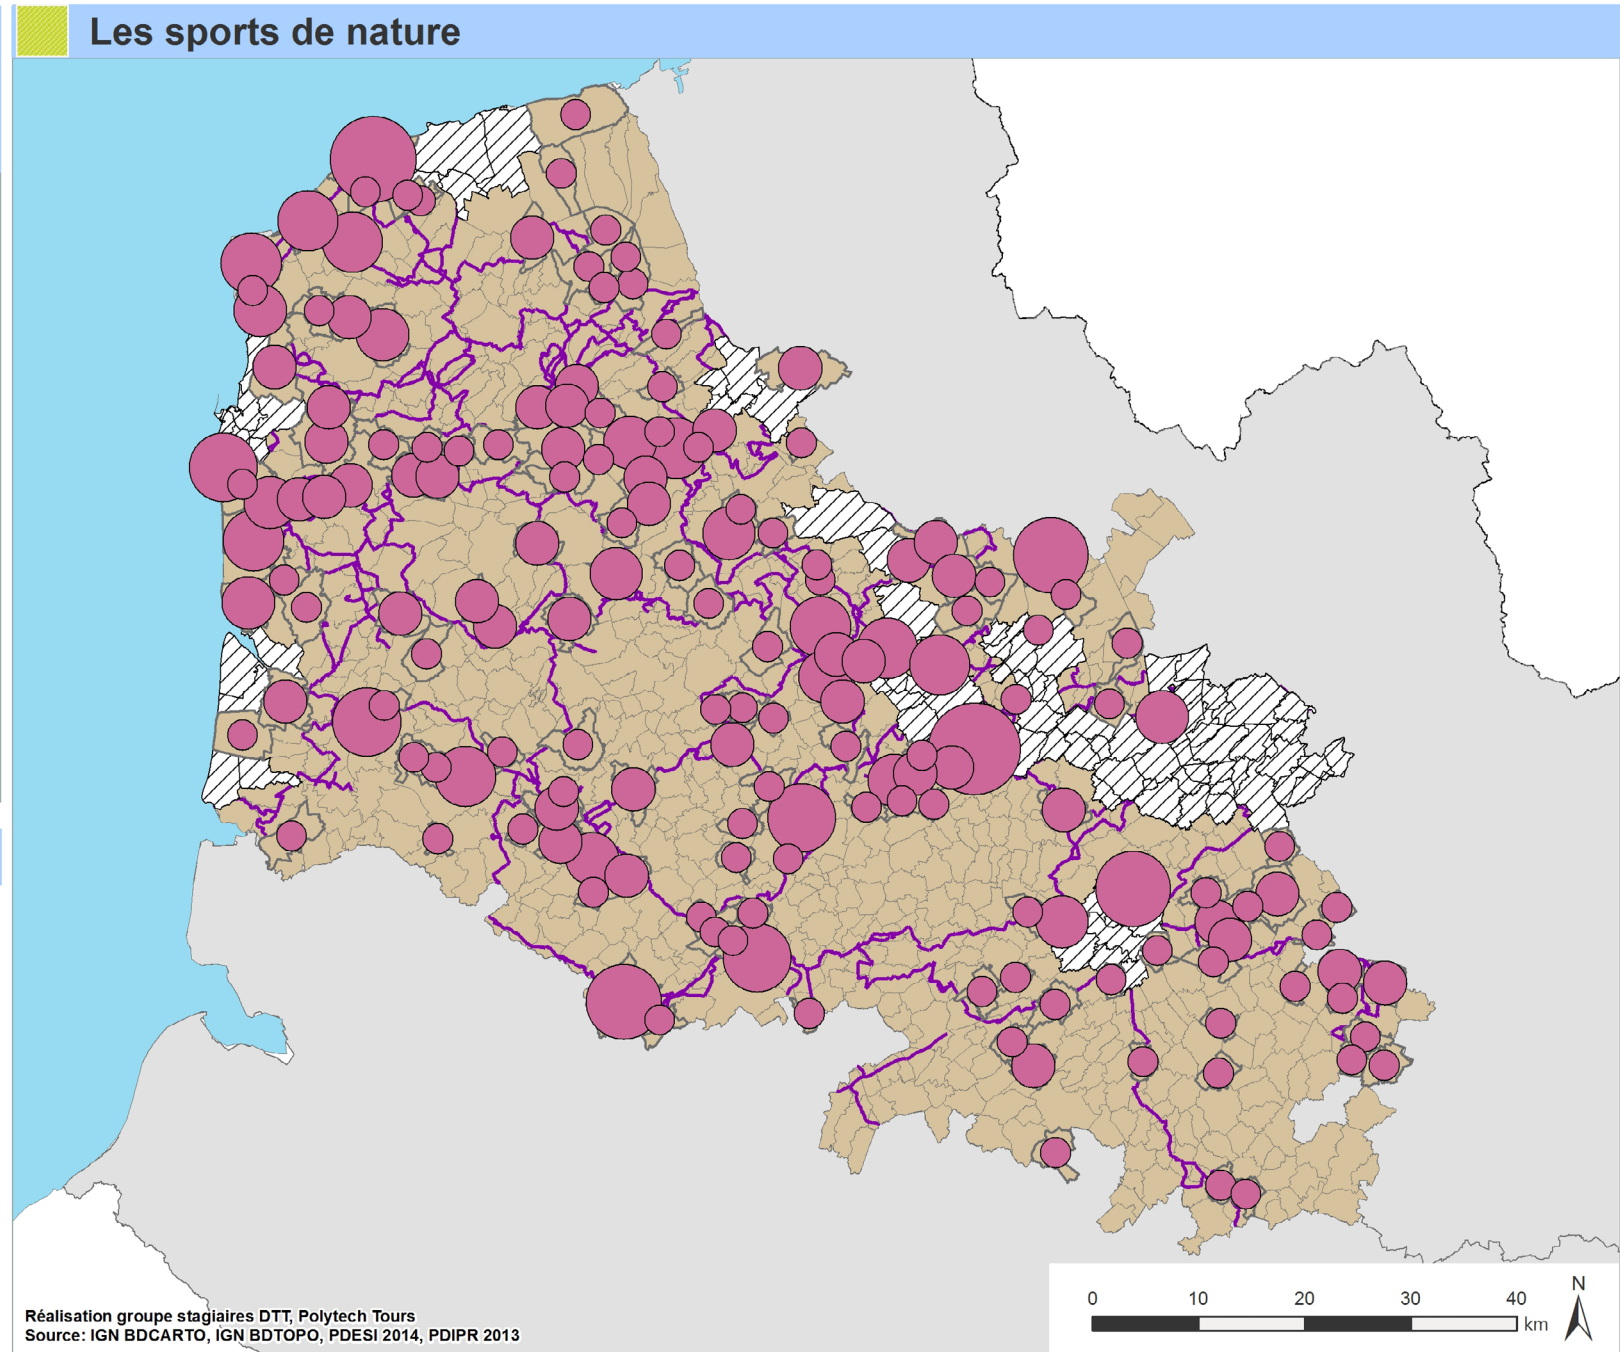 Les sports de nature
Réalisation groupe stagiaires DTT, Polytech Tours
Source: IGN BDCARTO, IGN BDTOPO, PDESI 2014, PDIPR 2013
0 10 20 30 40
km
N